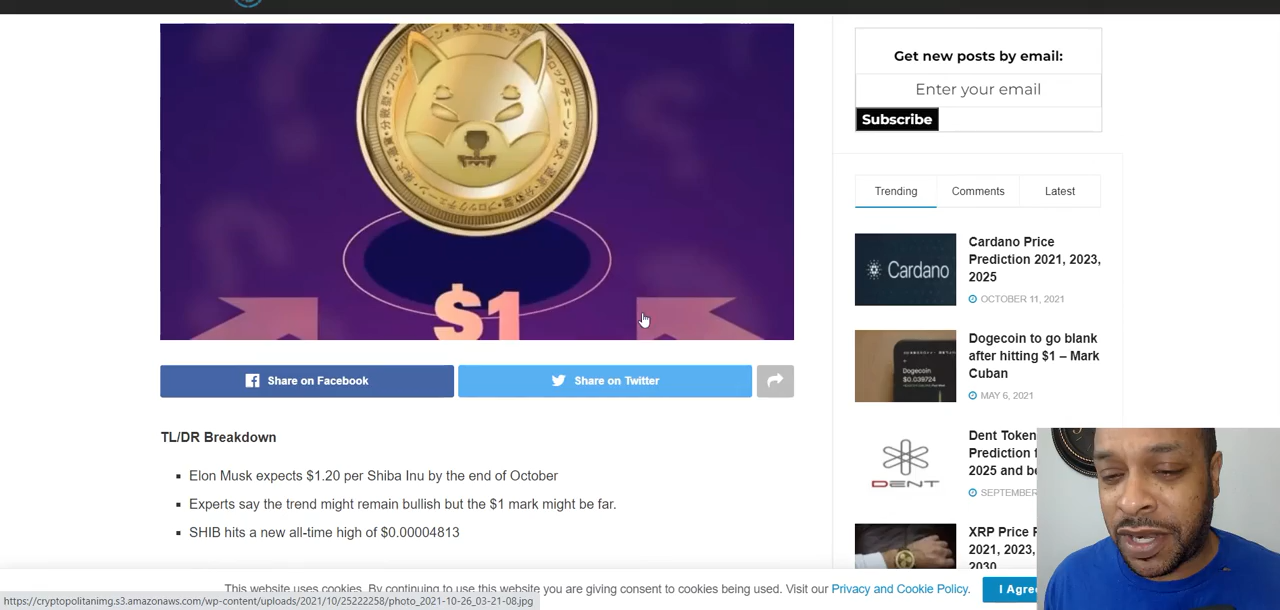 $1
Share on Facebook
Share on Twitter
TL/DR Breakdown
Elon Musk expects $1.20 per Shiba Inu by the end of October
Experts say the trend might remain bullish but the $1 mark might be far.
SHIB hits a new all-time high of $0.00004813
Get new posts by email:
Enter your email
Subscribe
Trending
Comments
Latest
Cardano
Cardano Price
Prediction 2021, 2023,
2025
OCTOBER 11, 2021
Dogecoin
$0.039724
Dogecoin to go blank
after hitting $1 – Mark
Cuban
MAY 6, 2021
DENT
Dent Token
Prediction
2025 and
SEPTEMBER
XRP Price
2021, 2023,
2030
This website uses cookies. By continuing to use this website you are giving consent to cookies being used. Visit our Privacy and Cookie Policy.
I Agree
https://cryptopolitanimg.s3.amazonaws.com/wp-content/uploads/2021/10/25222258/photo_2021-10-26_03-21-08.jpg